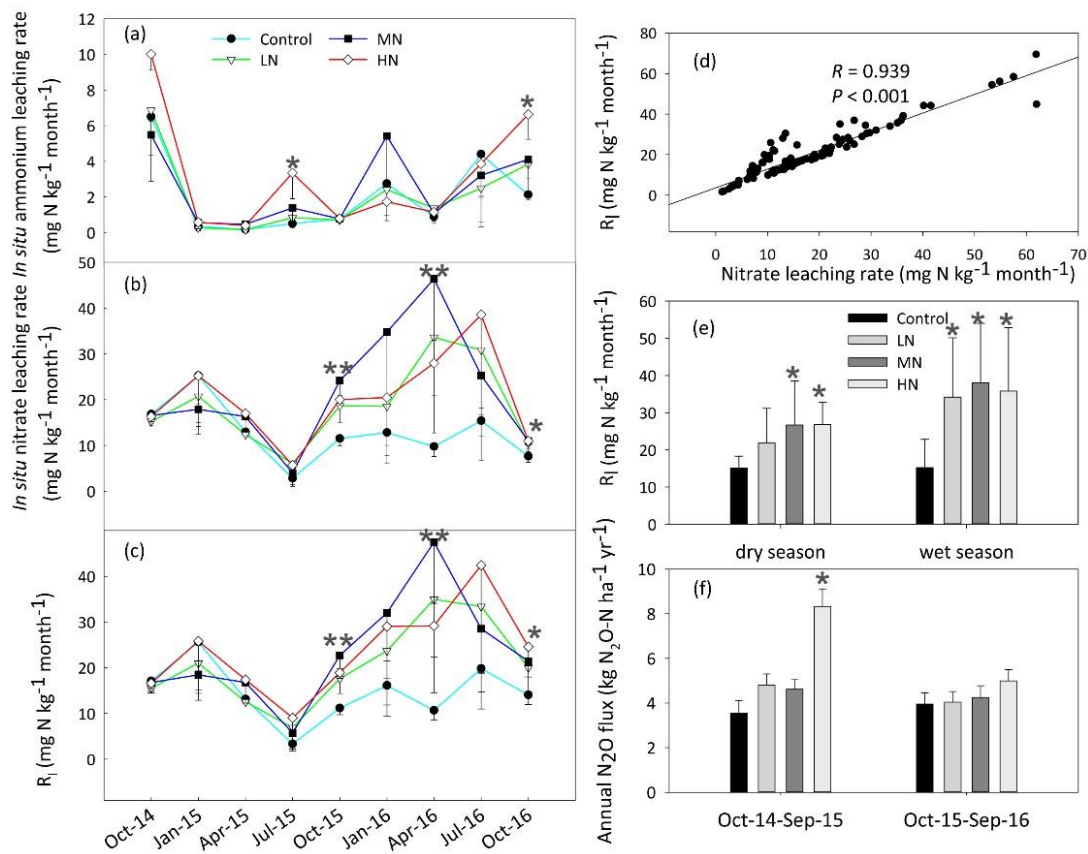 In situ ammonium leaching rate
(mg N kg-1 month-1)
12
10
8
6
4
2
0
(a)
Control
MN
LN
HN
*
*
In situ nitrate leaching rate
(mg N kg-1 month-1)
50
40
30
20
10
0
(b)
**
**
*
RI (mg N kg-1 month-1)
40
30
20
10
0
(c)
**
**
*
Oct-14
Jan-15
Apr-15
Jul-15
Oct-15
Jan-16
Apr-16
Jul-16
Oct-16
RI (mg N kg-1 month-1)
80
60
40
20
0
(d)
R = 0.939
P < 0.001
0 10 20 30 40 50 60 70
Nitrate leaching rate (mg N kg-1 month-1)
RI (mg N kg-1 month-1)
60
50
40
30
20
10
0
(e)
Control
LN
MN
HN
* *
* * *
dry season wet season
Annual N2O flux (kg N2O-N ha-1 yr-1)
10
8
6
4
2
0
(f)
*
Oct-14-Sep-15 Oct-15-Sep-16